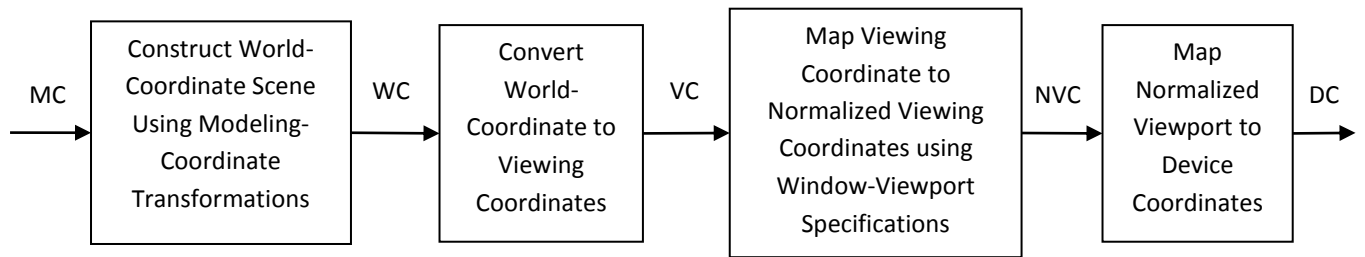 MC
Construct World-
Coordinate Scene
Using Modeling-
Coordinate
Transformations
WC
Convert
World-
Coordinate to
Viewing
Coordinates
VC
Map Viewing
Coordinate to
Normalized Viewing
Coordinates using
Window-Viewport
Specifications
NVC
Map
Normalized
Viewport to
Device
Coordinates
DC